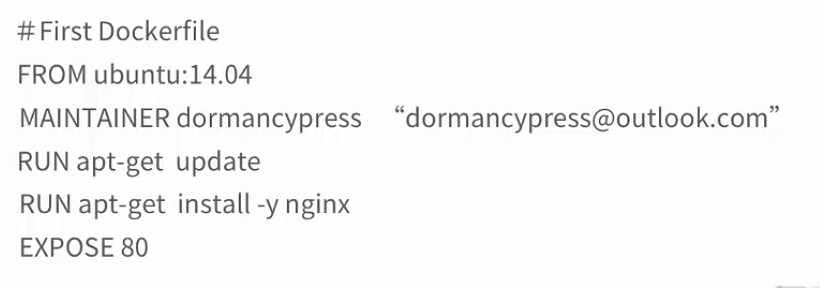 #First Dockerfile
FROM ubuntu:14.04
MAINTAINER dormancypress “dormancypress@outlook.com”
RUN apt-get update
RUN apt-get install -y nginx
EXPOSE 80